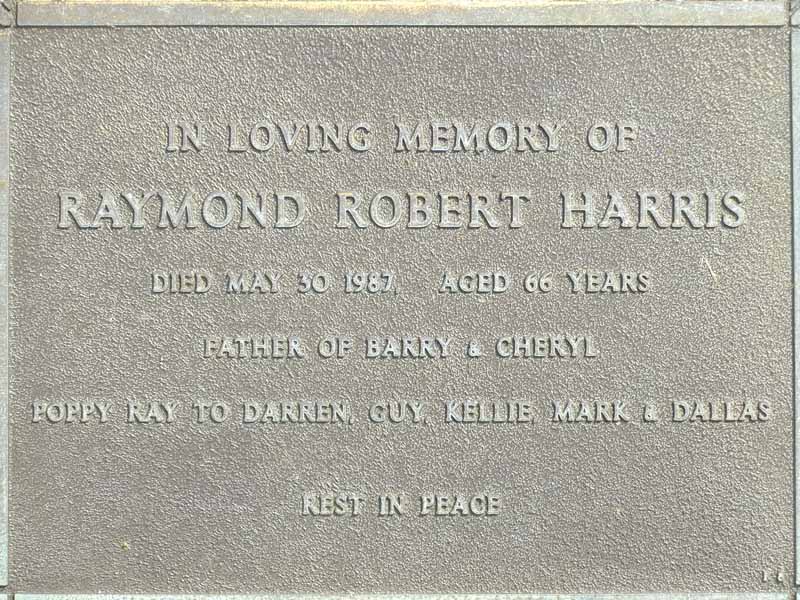 IN LOVING MEMORY OF
RAYMOND ROBERT HARRIS
DIED MAY 30 1987, AGED 66 YEARS
FATHER OF BARRY & CHERYL
POPPY RAY TO DARREN, GUY, KELLIE, MARK & DALLAS
REST IN PEACE